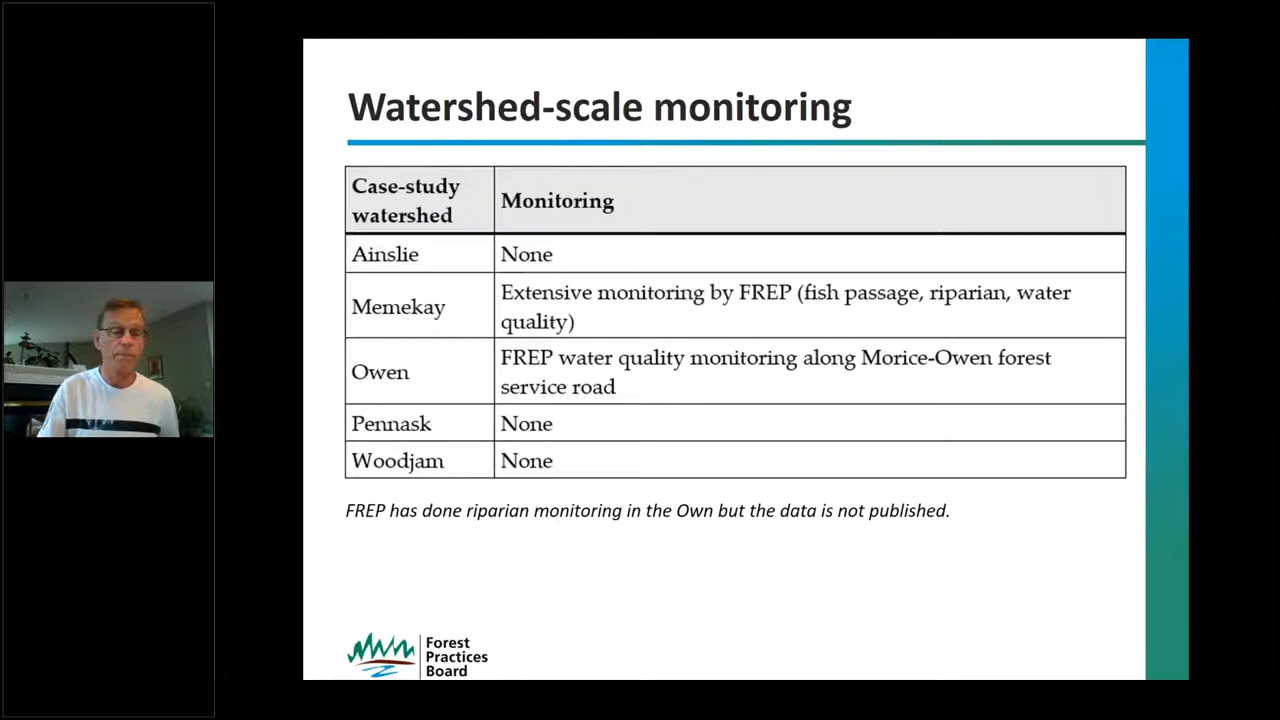 Watershed-scale monitoring
Case-study
watershed
Monitoring
Ainslie
None
Memekay
Extensive monitoring by FREP (fish passage, riparian, water
quality)
Owen
FREP water quality monitoring along Morice-Owen forest
service road
Pennask
None
Woodjam
None
FREP has done riparian monitoring in the Own but the data is not published.
Forest
Practices
Board